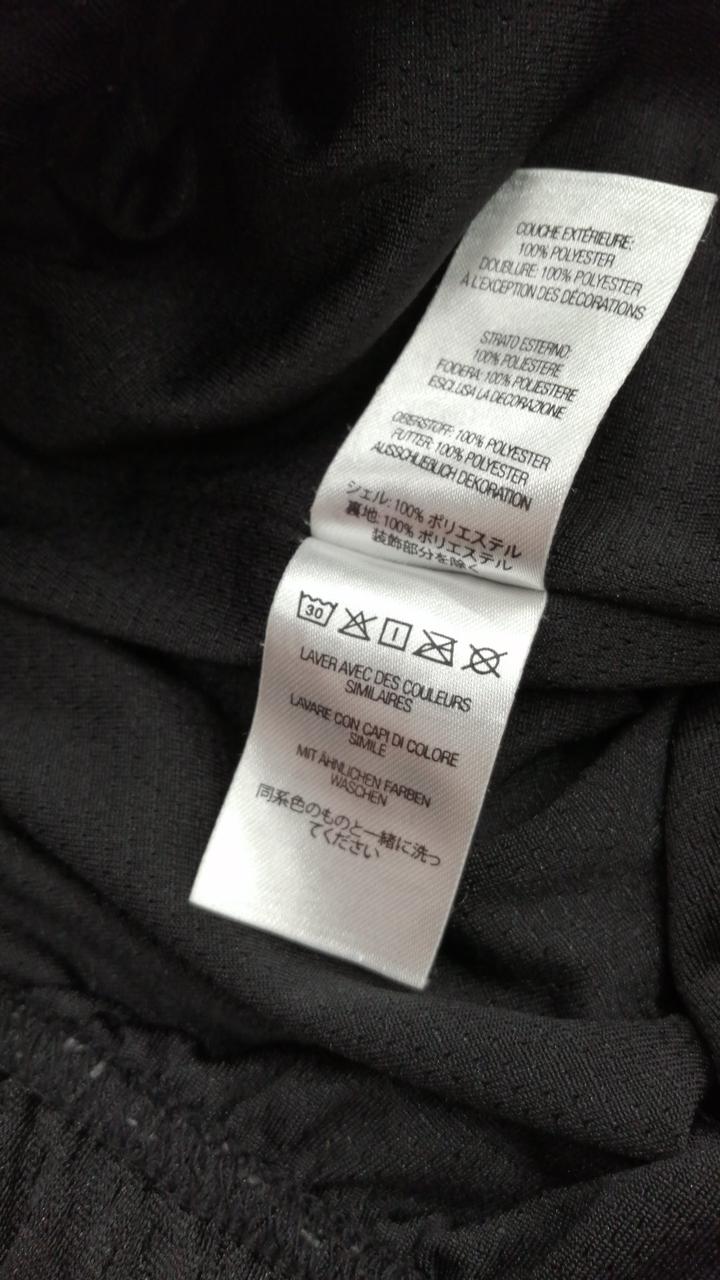 COUCHE EXTÉRIEURE:
100% POLYESTER
DOUBLURE: 100% POLYESTER
À L'EXCEPTION DES DÉCORATIONS
STRATO ESTERNO:
100% POLIESTERE
FODERA: 100% POLIESTERE
ESCLUSA LA DECORAZIONE
OBERSTOFF: 100% POLYESTER
FUTTER: 100% POLYESTER
AUSSCHLIEßLICH DEKORATION
シェル: 100% ポリエステル
裏地: 100% ポリエステル
装飾部分を除く
30
LAVER AVEC DES COULEURS
SIMILAIRES
LAVARE CON CAPI DI COLORE
SIMILE
MIT ÄHNLICHEN FARBEN
WASCHEN
同系色のものと一緒に洗っ
てください